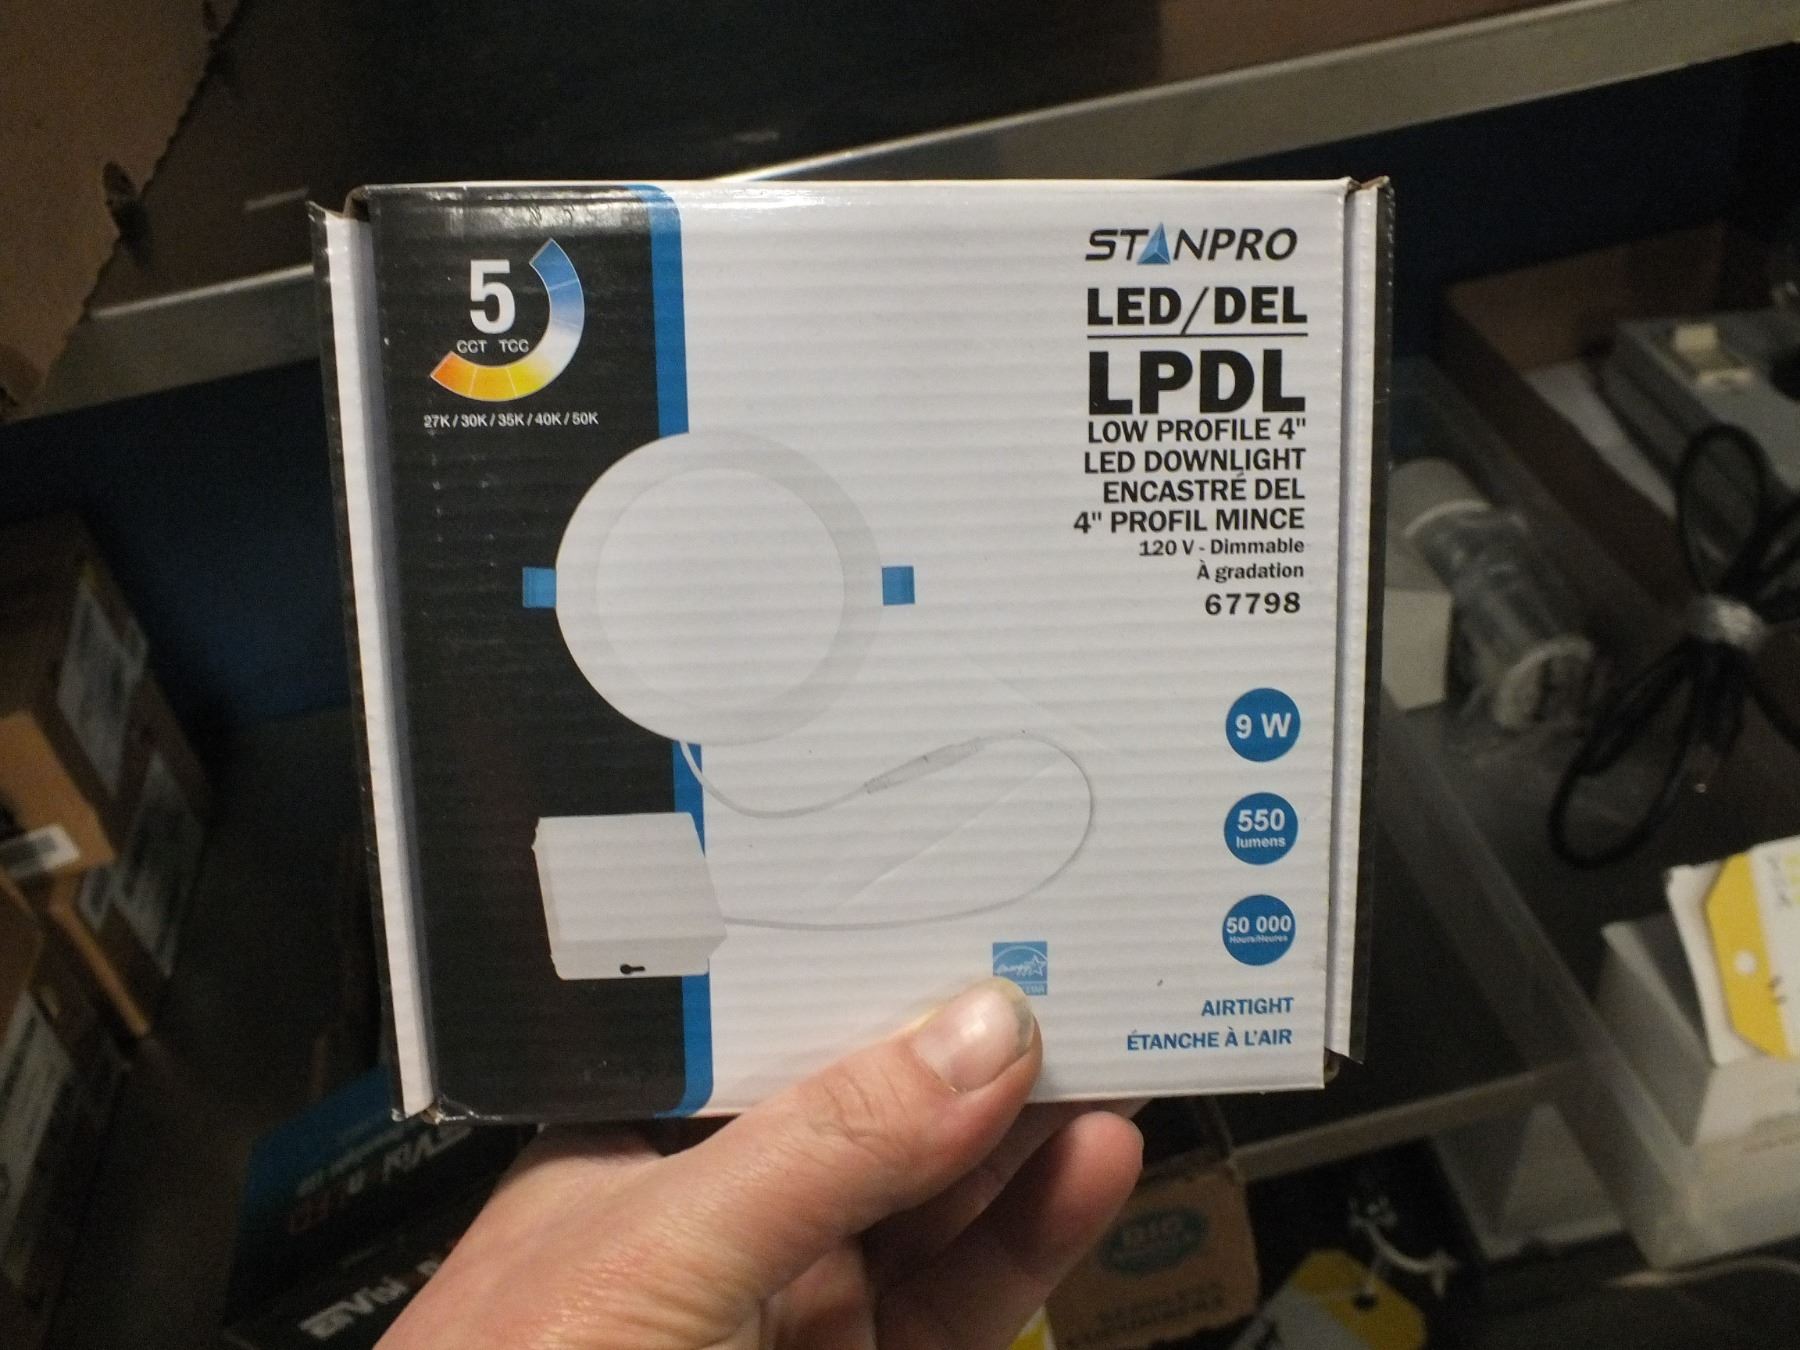 5
CCT TCC
27K / 30K / 35K / 40K / 50K
STANPRO
LED/DEL
LPDL
LOW PROFILE 4"
LED DOWNLIGHT
ENCASTRÉ DEL
4" PROFIL MINCE
120 V - Dimmable
À gradation
67798
9 W
550
lumens
50 000
Hours/Heures
energy
AIRTIGHT
ÉTANCHE À L'AIR